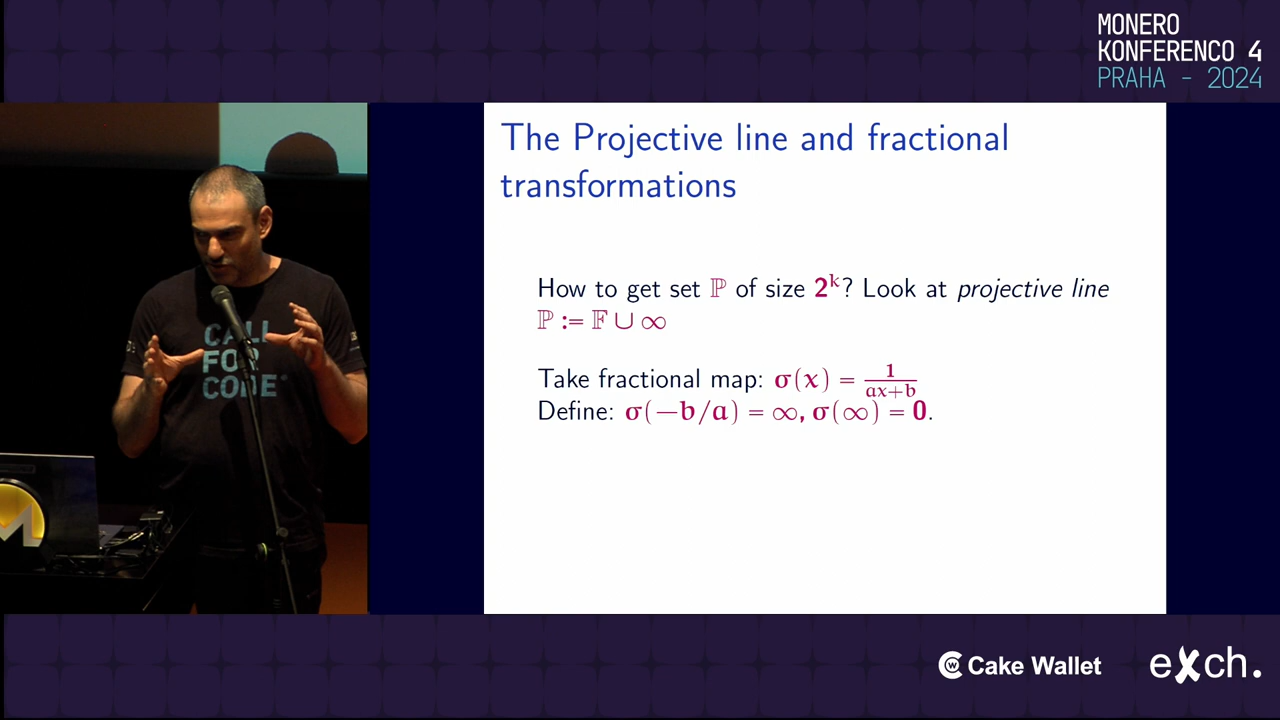 MONERO
KONFERENCO 4
PRAHA - 2024
The Projective line and fractional
transformations
How to get set ℙ of size 2ᵏ? Look at projective line
ℙ := 𝔽 ∪ ∞
Take fractional map: σ(x) = 1/(ax+b)
Define: σ(−b/a) = ∞, σ(∞) = 0.
CALL
FOR
CODE
Cake Wallet
exch.